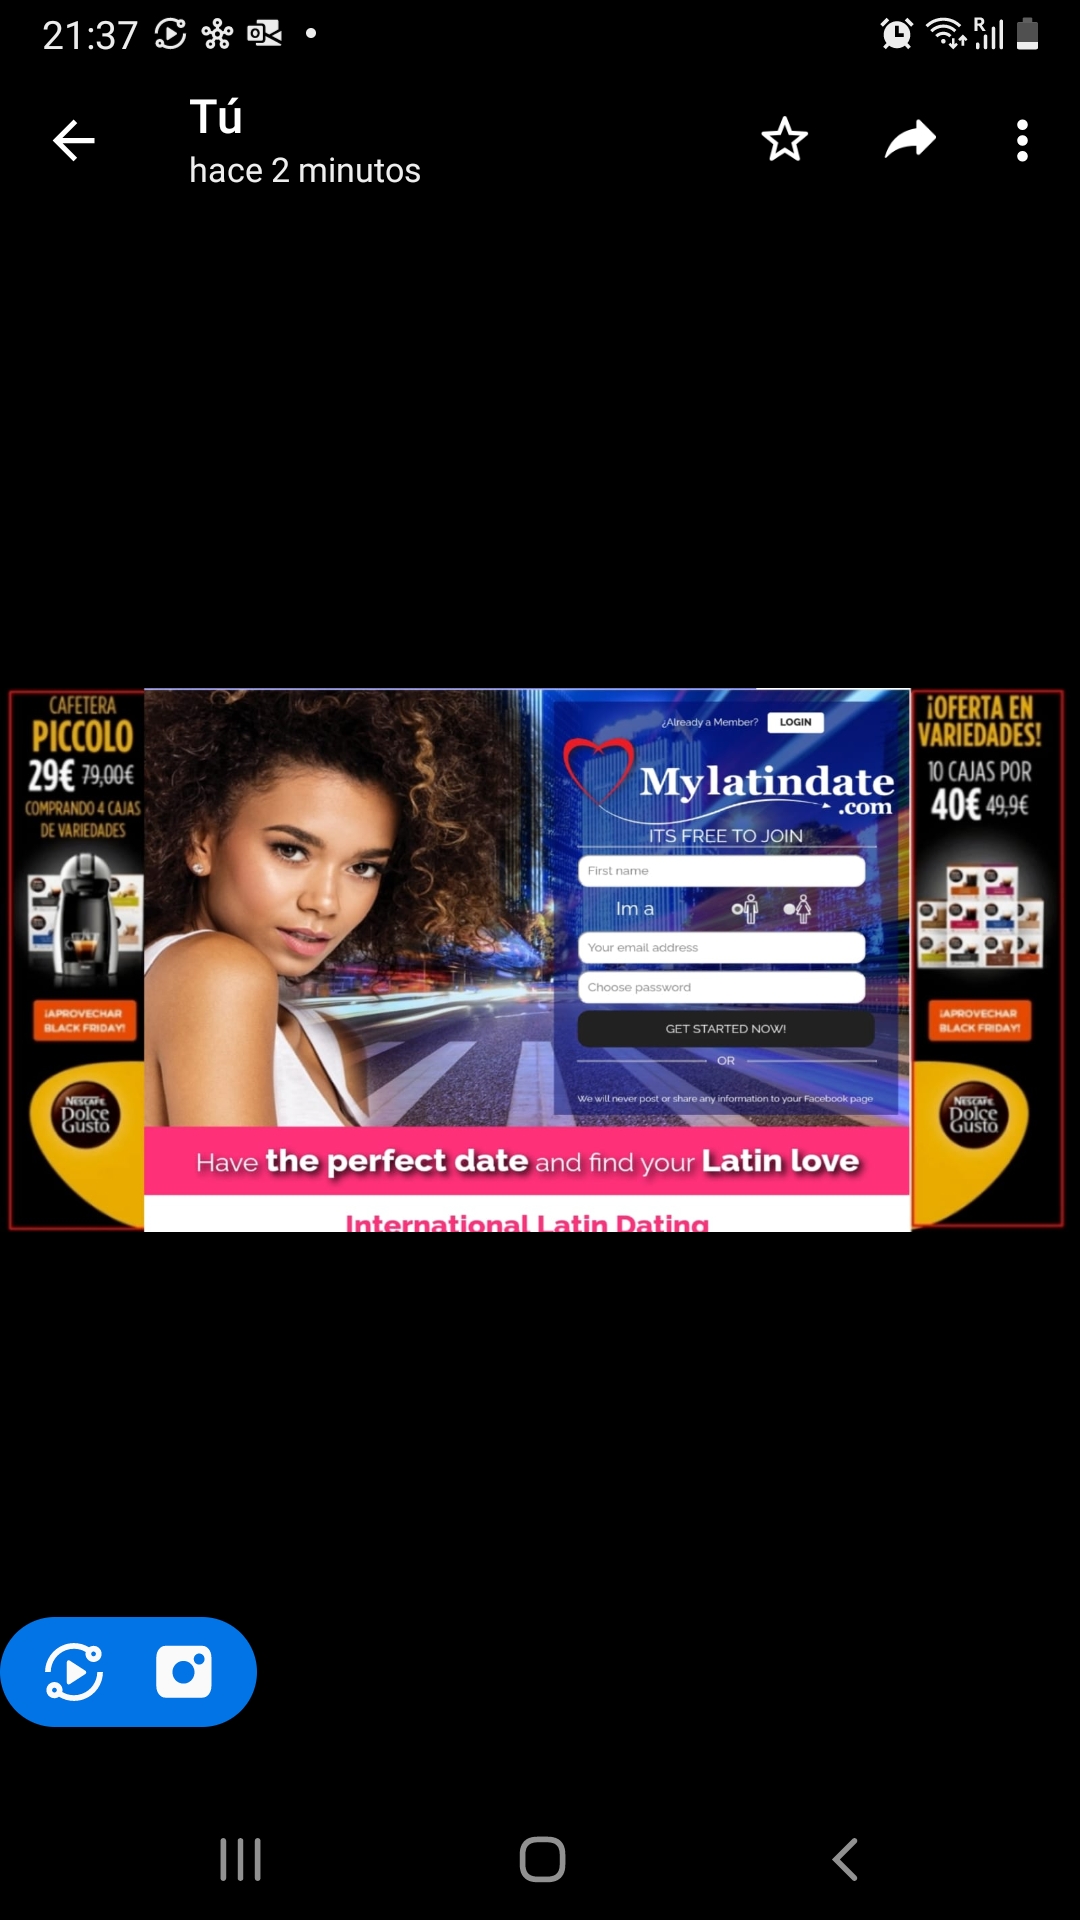 21:37
R
Tú
hace 2 minutos
CAFETERA
PICCOLO
29€ 79,00€
COMPRANDO 4 CAJAS
DE VARIEDADES
¡APROVECHAR
BLACK FRIDAY!
NESCAFÉ
Dolce
Gusto
¿Already a Member? LOGIN
Mylatindate
.com
ITS FREE TO JOIN
First name
Im a
Your email address
Choose password
GET STARTED NOW!
OR
We will never post or share any information to your Facebook page
Have the perfect date and find your Latin love
International Latin Dating
¡OFERTA EN
VARIEDADES!
10 CAJAS POR
40€ 49,9€
¡APROVECHAR
BLACK FRIDAY!
NESCAFÉ
Dolce
Gusto